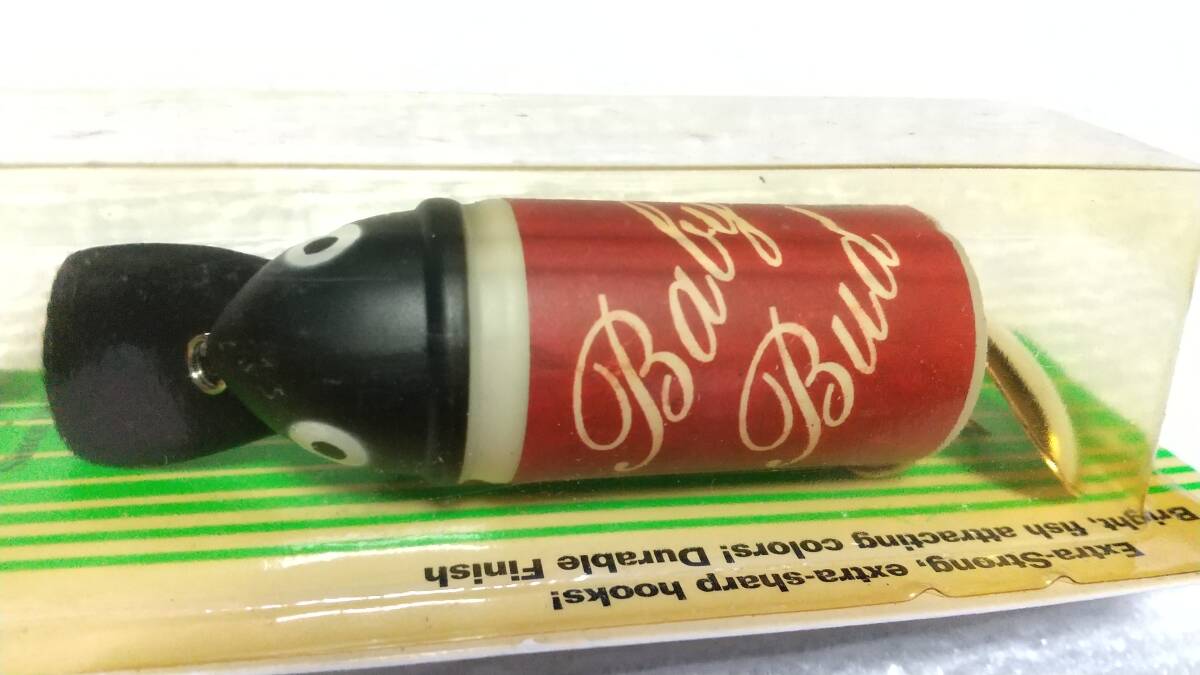 Baby
Bud
Extra-Strong, extra-sharp hooks!
Bright, fish attracting colors! Durable Finish